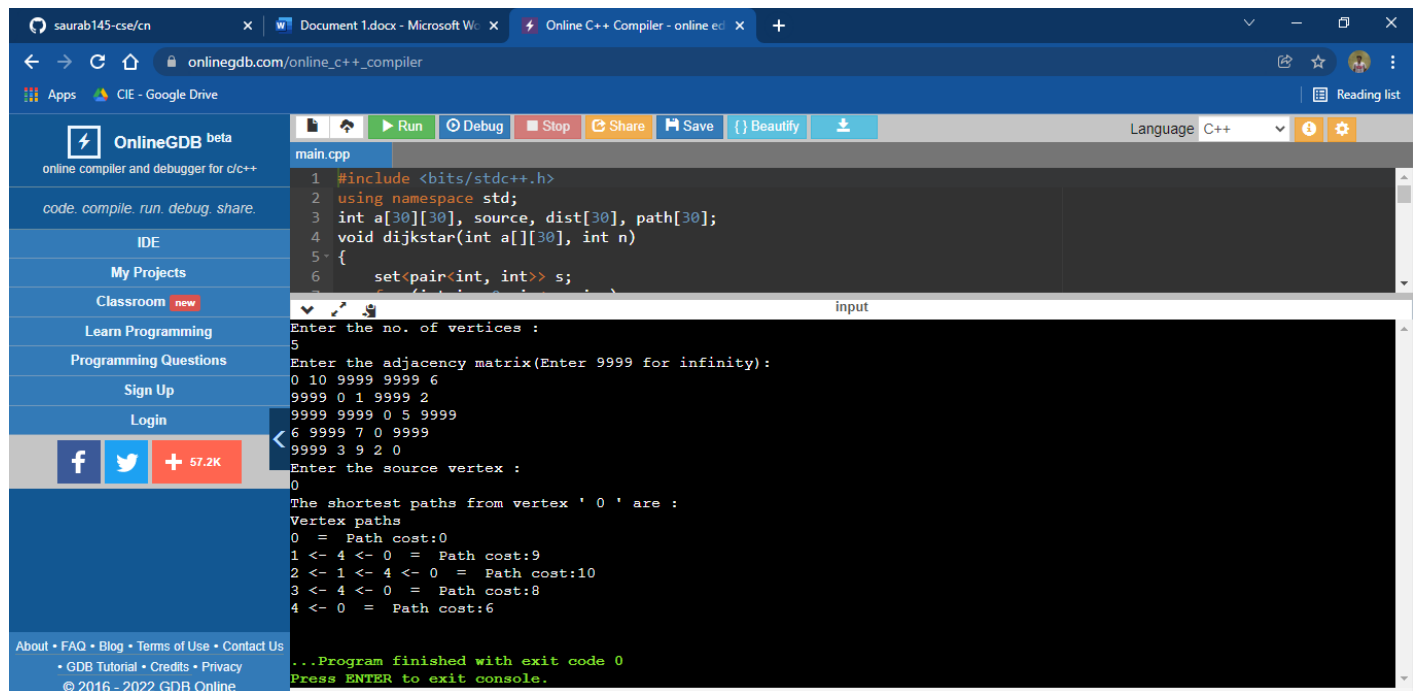 saurab145-cse/cn
Document 1.docx - Microsoft Wo
Online C++ Compiler - online ed
onlinegdb.com/online_c++_compiler
Apps
CIE - Google Drive
Reading list
OnlineGDB beta
online compiler and debugger for c/c++
code. compile. run. debug. share.
IDE
My Projects
Classroom new
Learn Programming
Programming Questions
Sign Up
Login
57.2K
About • FAQ • Blog • Terms of Use • Contact Us
• GDB Tutorial • Credits • Privacy
© 2016 - 2022 GDB Online
Run Debug Stop Share Save { } Beautify
Language C++
main.cpp
1 #include <bits/stdc++.h>
2 using namespace std;
3 int a[30][30], source, dist[30], path[30];
4 void dijkstar(int a[][30], int n)
5 {
6 set<pair<int, int>> s;
input
Enter the no. of vertices :
5
Enter the adjacency matrix(Enter 9999 for infinity):
0 10 9999 9999 6
9999 0 1 9999 2
9999 9999 0 5 9999
6 9999 7 0 9999
9999 3 9 2 0
Enter the source vertex :
0
The shortest paths from vertex ' 0 ' are :
Vertex paths
0 = Path cost:0
1 <- 4 <- 0 = Path cost:9
2 <- 1 <- 4 <- 0 = Path cost:10
3 <- 4 <- 0 = Path cost:8
4 <- 0 = Path cost:6
...Program finished with exit code 0
Press ENTER to exit console.